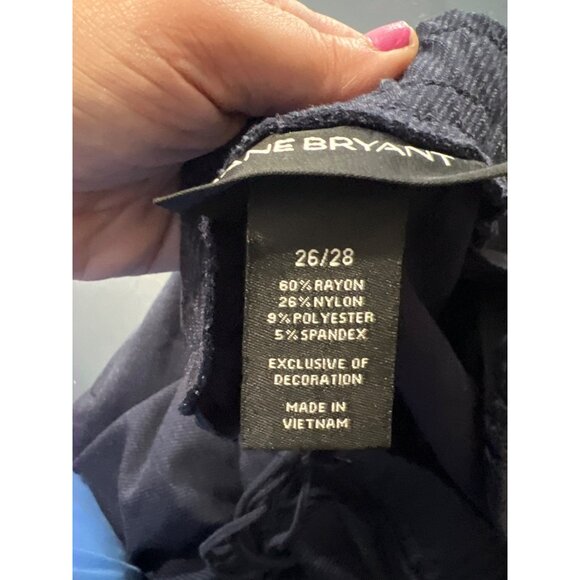 ANE BRYANT
26/28
60%RAYON
26%NYLON
9%POLYESTER
5%SPANDEX
EXCLUSIVE OF
DECORATION
MADE IN
VIETNAM